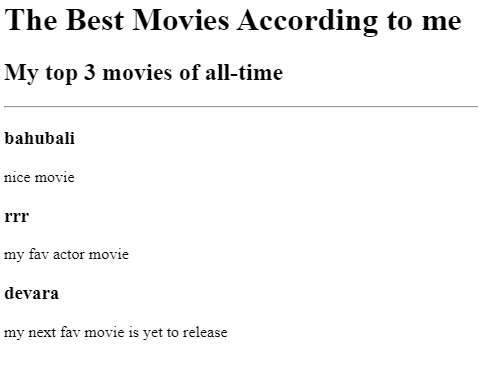 The Best Movies According to me
My top 3 movies of all-time
bahubali
nice movie
rrr
my fav actor movie
devara
my next fav movie is yet to release